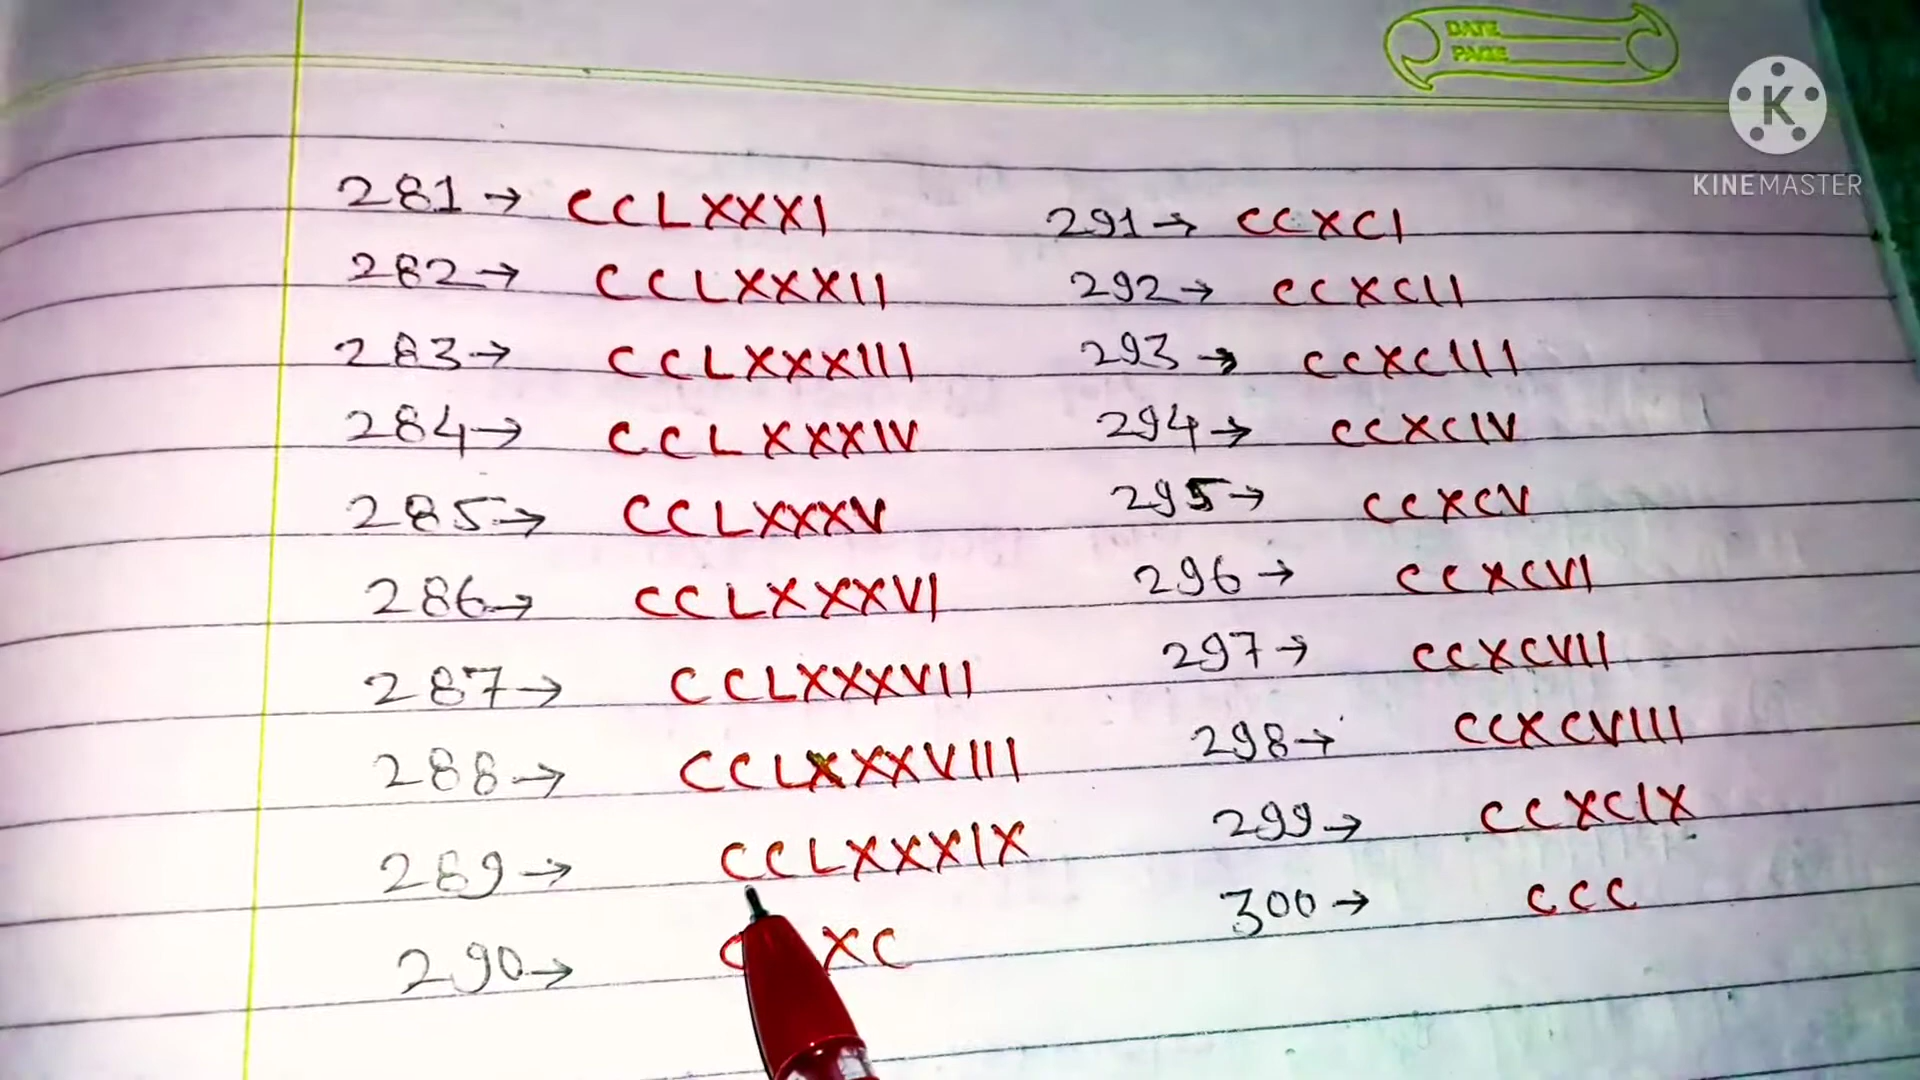 DATE
PAGE
K
KINEMASTER
281 → CCLXXXI
282 → CCLXXXII
283 → CCLXXXIII
284 → CCLXXXIV
285 → CCLXXXV
286 → CCLXXXVI
287 → CCLXXXVII
288 → CCLXXXVIII
289 → CCLXXXIX
290 → C XC
291 → CCXCI
292 → CCXCII
293 → CCXCIII
294 → CCXCIV
295 → CCXCV
296 → CCXCVI
297 → CCXCVII
298 → CCXCVIII
299 → CCXCIX
300 → CCC